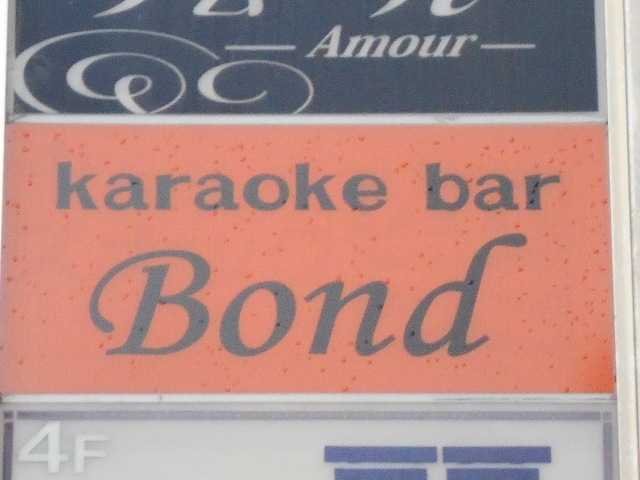 — Amour —
karaoke bar
Bond
4F